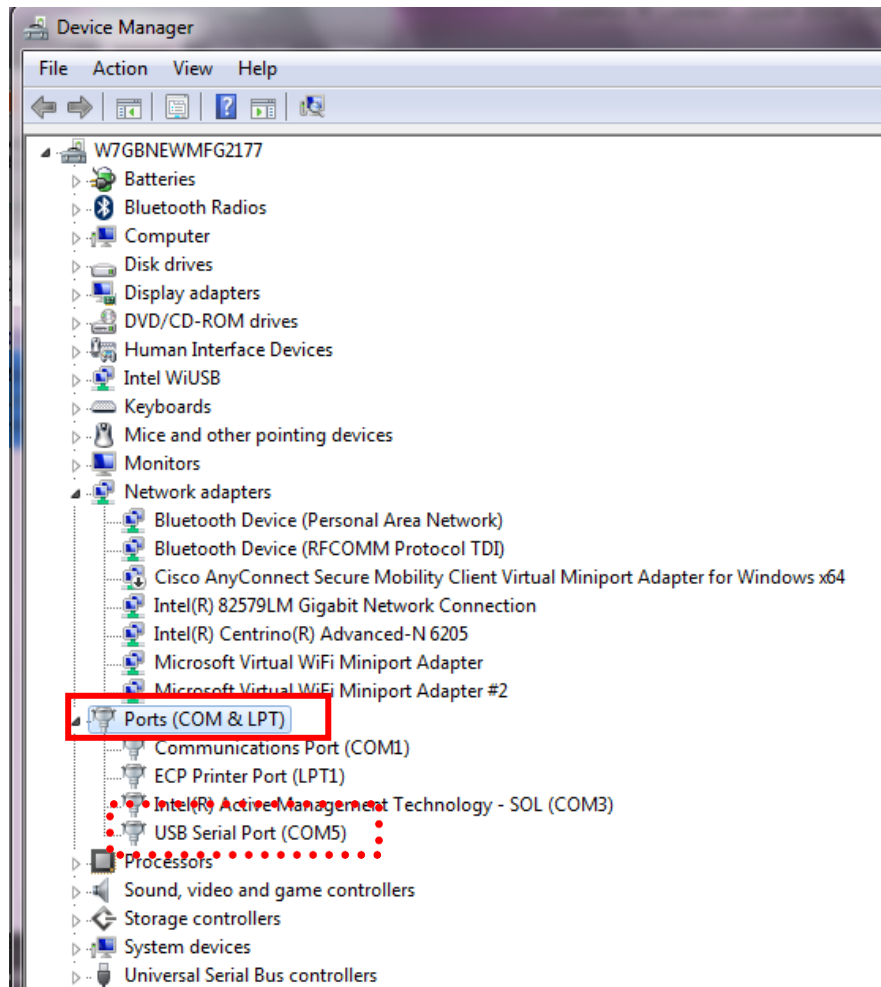 Device Manager
File Action View Help
W7GBNEWMFG2177
Batteries
Bluetooth Radios
Computer
Disk drives
Display adapters
DVD/CD-ROM drives
Human Interface Devices
Intel WiUSB
Keyboards
Mice and other pointing devices
Monitors
Network adapters
Bluetooth Device (Personal Area Network)
Bluetooth Device (RFCOMM Protocol TDI)
Cisco AnyConnect Secure Mobility Client Virtual Miniport Adapter for Windows x64
Intel(R) 82579LM Gigabit Network Connection
Intel(R) Centrino(R) Advanced-N 6205
Microsoft Virtual WiFi Miniport Adapter
Microsoft Virtual WiFi Miniport Adapter #2
Ports (COM & LPT)
Communications Port (COM1)
ECP Printer Port (LPT1)
Intel(R) Active Management Technology - SOL (COM3)
USB Serial Port (COM5)
Processors
Sound, video and game controllers
Storage controllers
System devices
Universal Serial Bus controllers